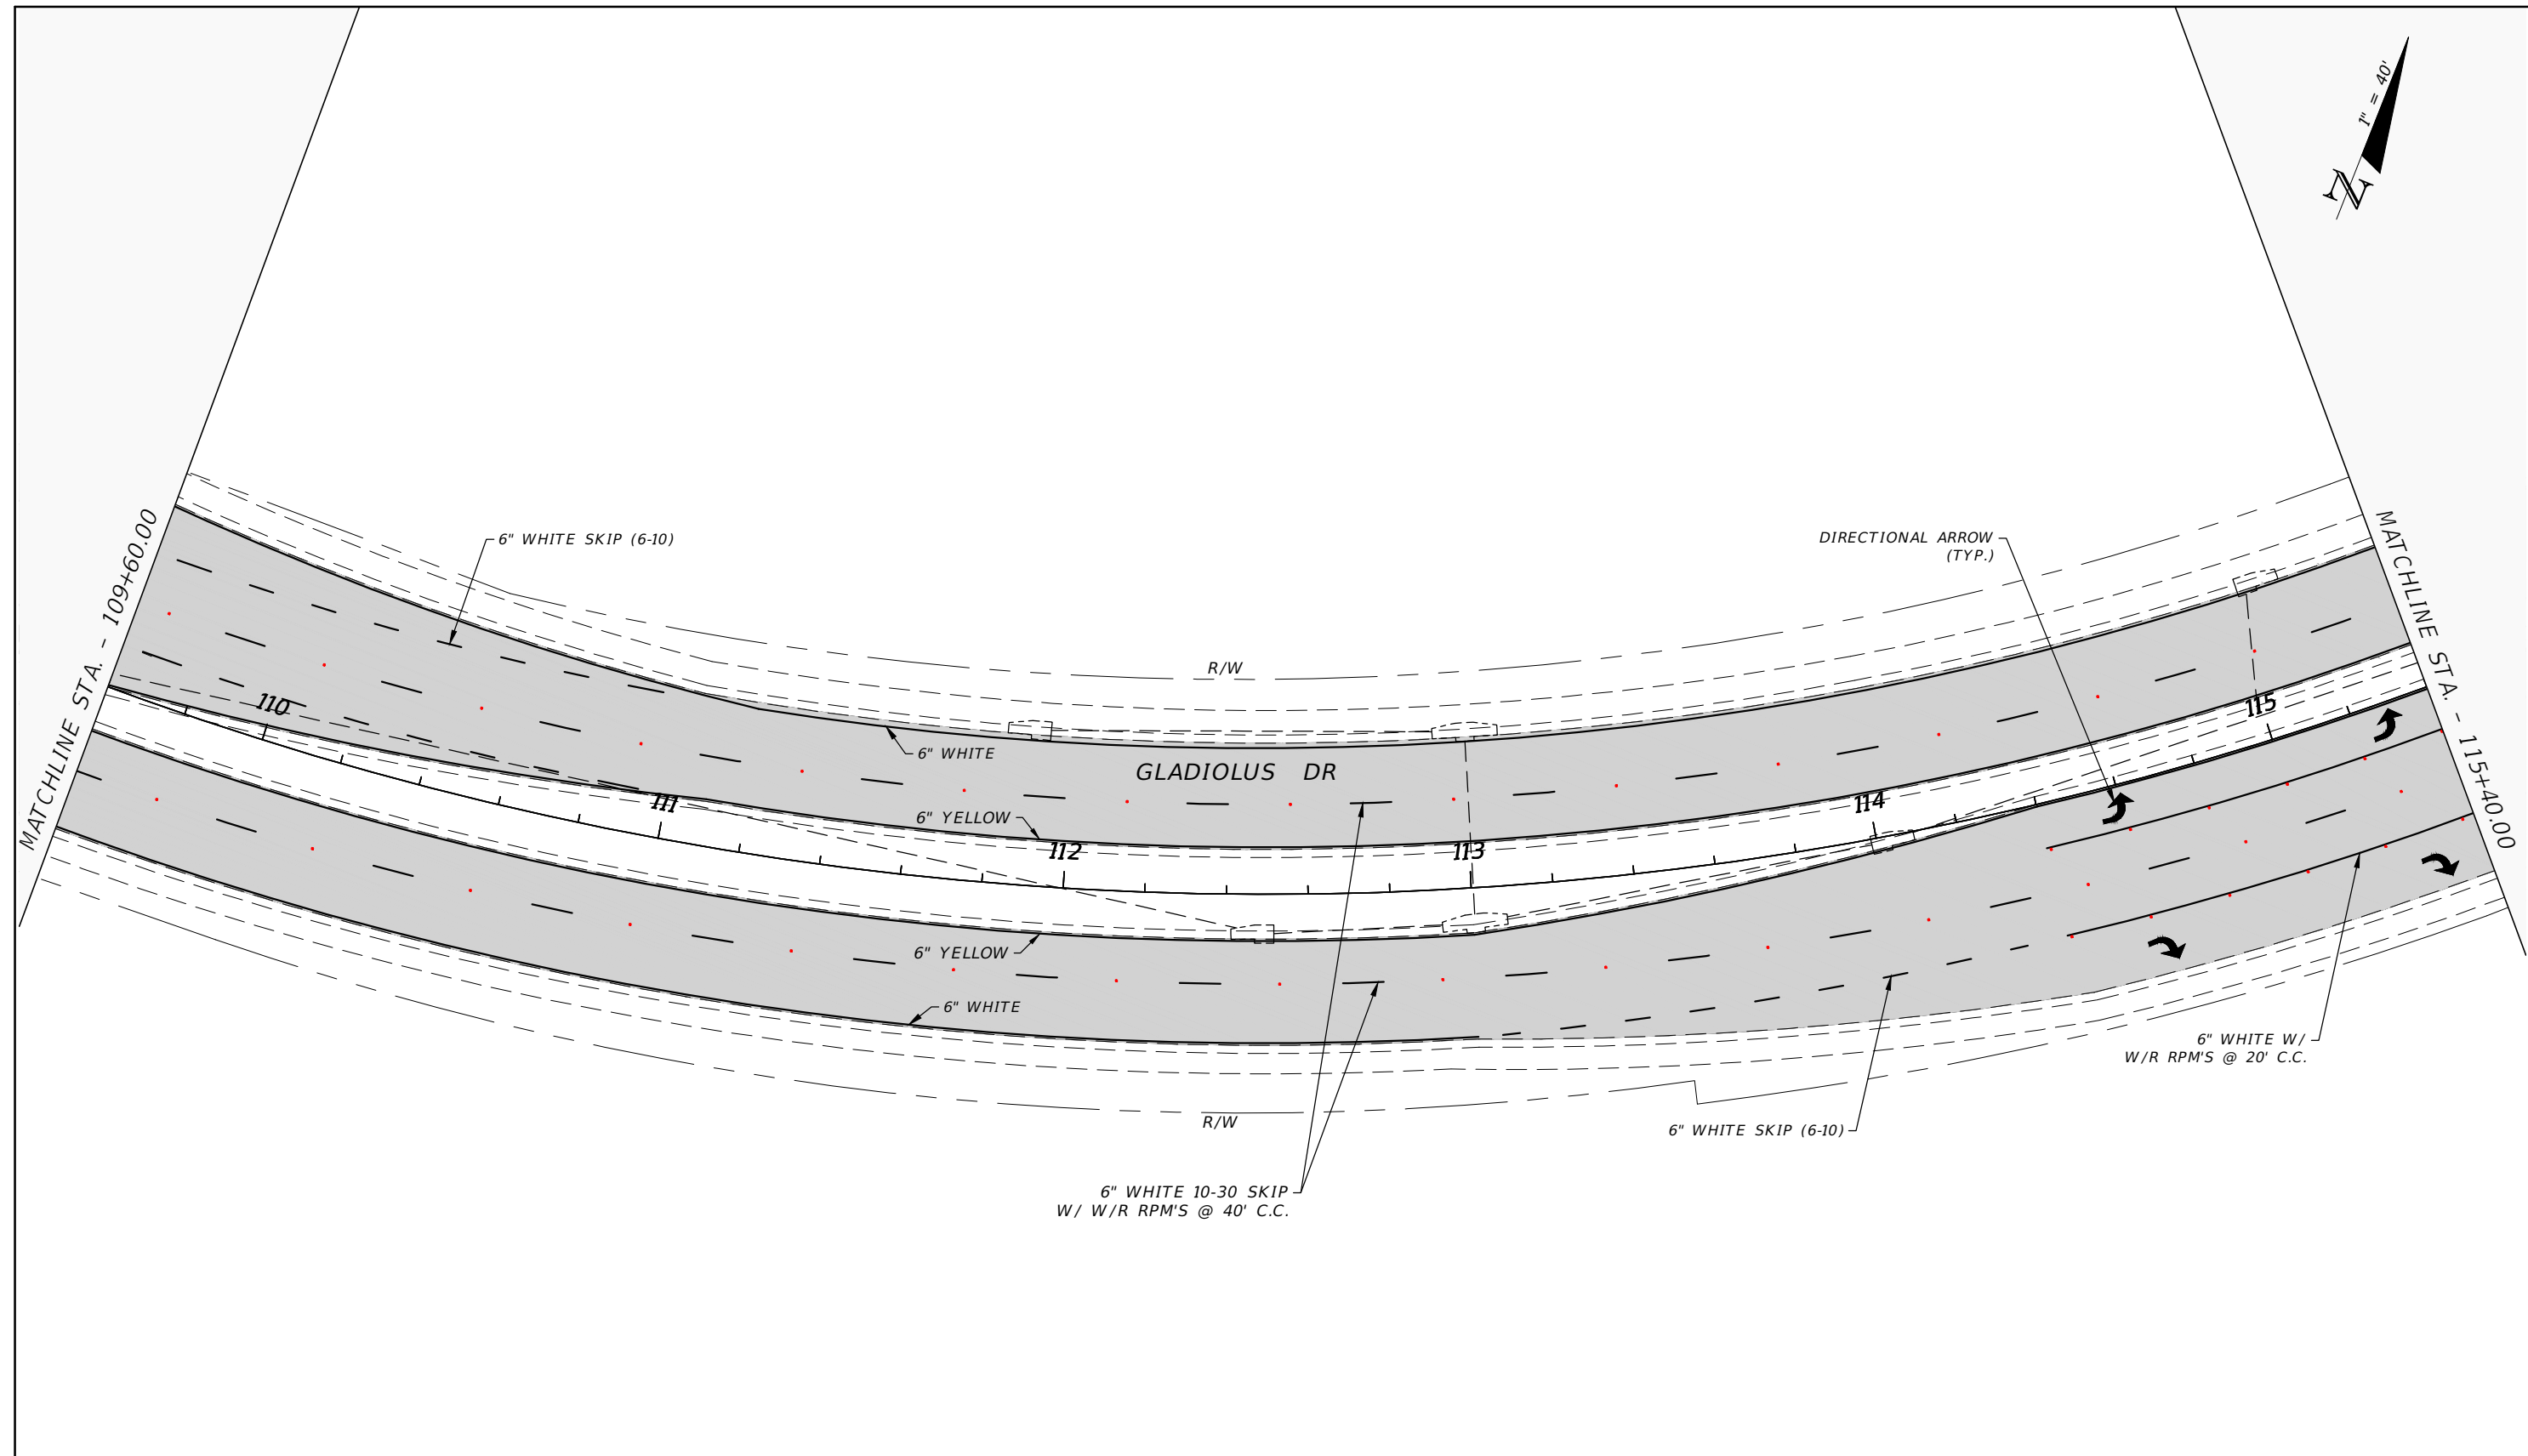 1" = 40'
N
MATCHLINE STA. - 109+60.00
MATCHLINE STA. - 115+40.00
6" WHITE SKIP (6-10)
DIRECTIONAL ARROW
(TYP.)
R/W
110
111
112
113
114
115
6" WHITE
GLADIOLUS DR
6" YELLOW
6" YELLOW
6" WHITE
R/W
6" WHITE W/
W/R RPM'S @ 20' C.C.
6" WHITE SKIP (6-10)
6" WHITE 10-30 SKIP
W/ W/R RPM'S @ 40' C.C.